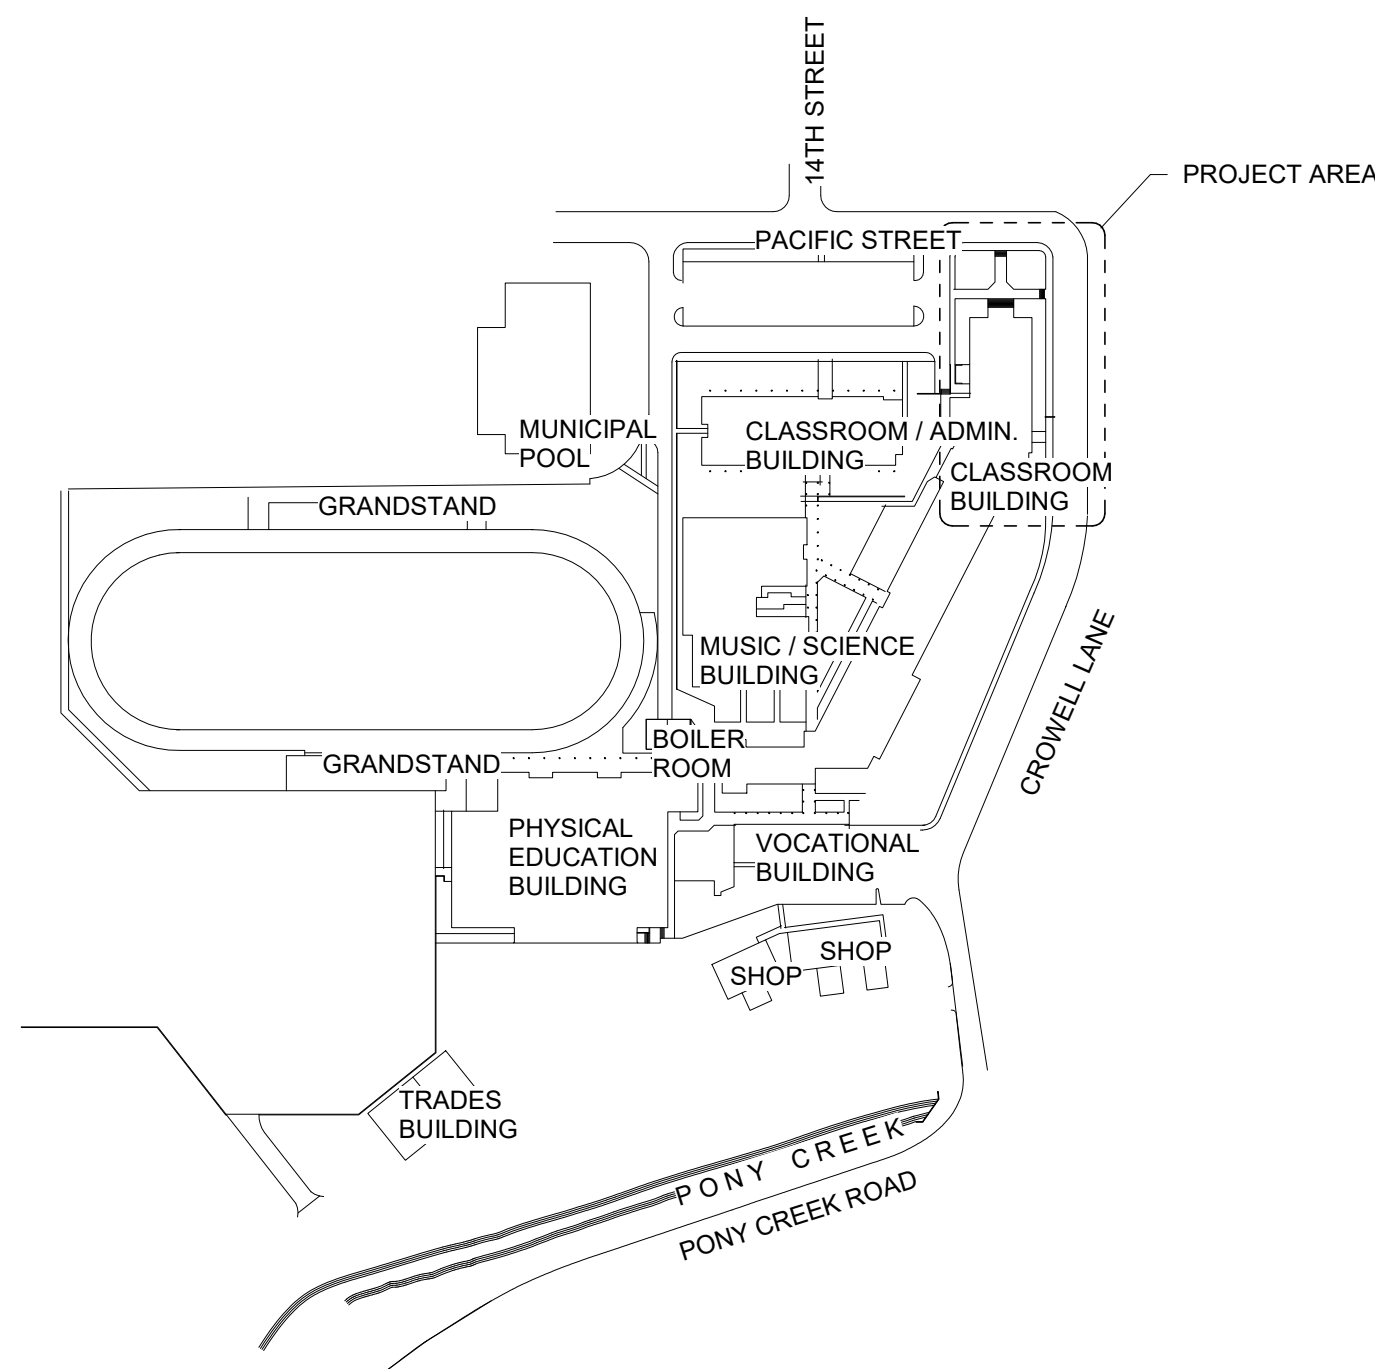 14TH STREET
PROJECT AREA
PACIFIC STREET
MUNICIPAL
POOL
CLASSROOM / ADMIN.
BUILDING
CLASSROOM
BUILDING
GRANDSTAND
MUSIC / SCIENCE
BUILDING
CROWELL LANE
BOILER
ROOM
GRANDSTAND
PHYSICAL
EDUCATION
BUILDING
VOCATIONAL
BUILDING
SHOP
SHOP
TRADES
BUILDING
PONY CREEK
PONY CREEK ROAD